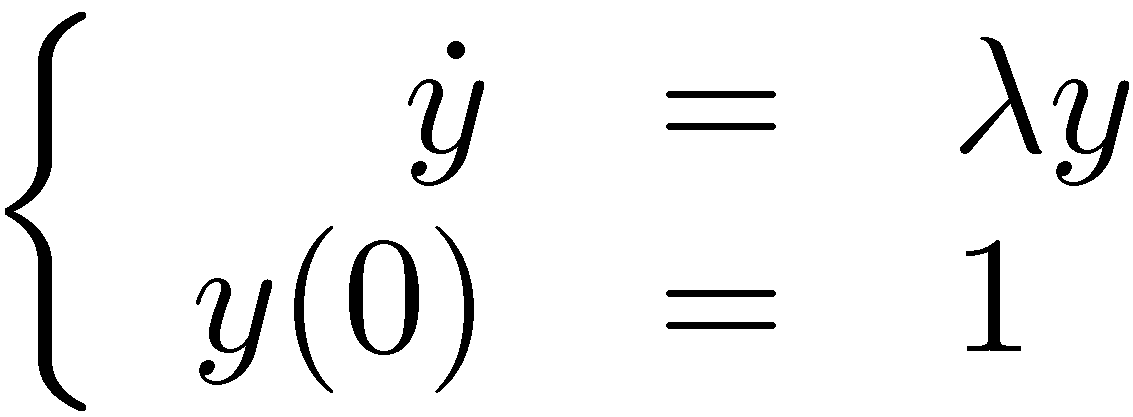 ẏ = λy
y(0) = 1